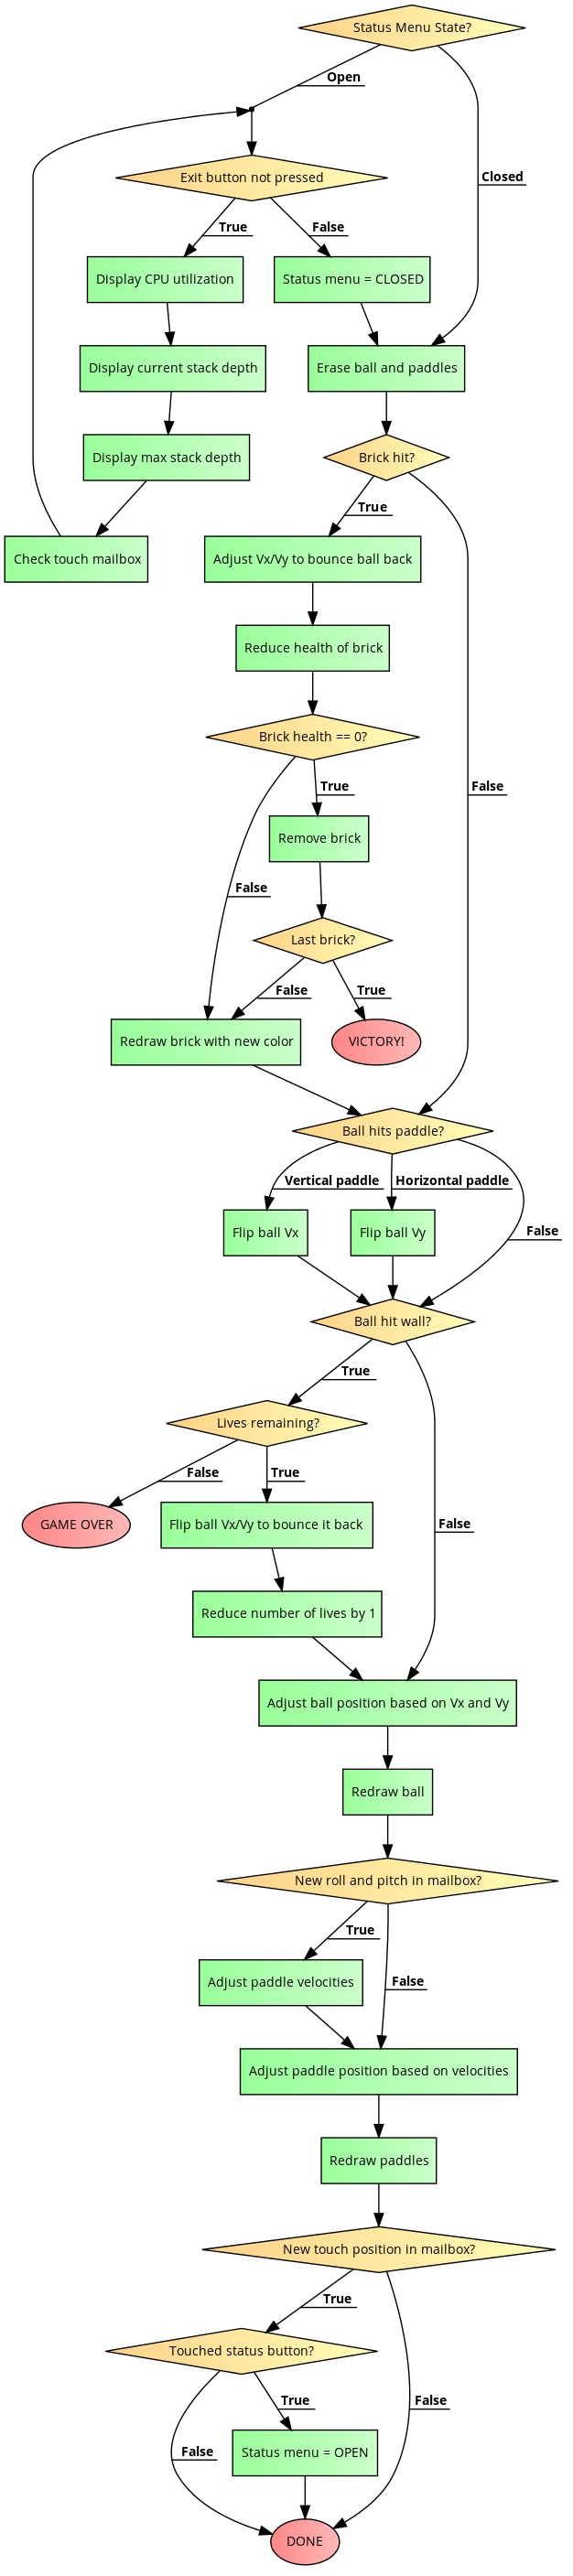 Status Menu State?
Open
Closed
Exit button not pressed
True
False
Display CPU utilization
Status menu = CLOSED
Display current stack depth
Erase ball and paddles
Display max stack depth
Brick hit?
True
Check touch mailbox
Adjust Vx/Vy to bounce ball back
Reduce health of brick
Brick health == 0?
True
False
Remove brick
False
Last brick?
False
True
Redraw brick with new color
VICTORY!
Ball hits paddle?
Vertical paddle
Horizontal paddle
Flip ball Vx
Flip ball Vy
False
Ball hit wall?
True
Lives remaining?
False
True
GAME OVER
Flip ball Vx/Vy to bounce it back
False
Reduce number of lives by 1
Adjust ball position based on Vx and Vy
Redraw ball
New roll and pitch in mailbox?
True
Adjust paddle velocities
False
Adjust paddle position based on velocities
Redraw paddles
New touch position in mailbox?
True
Touched status button?
True
False
Status menu = OPEN
False
DONE